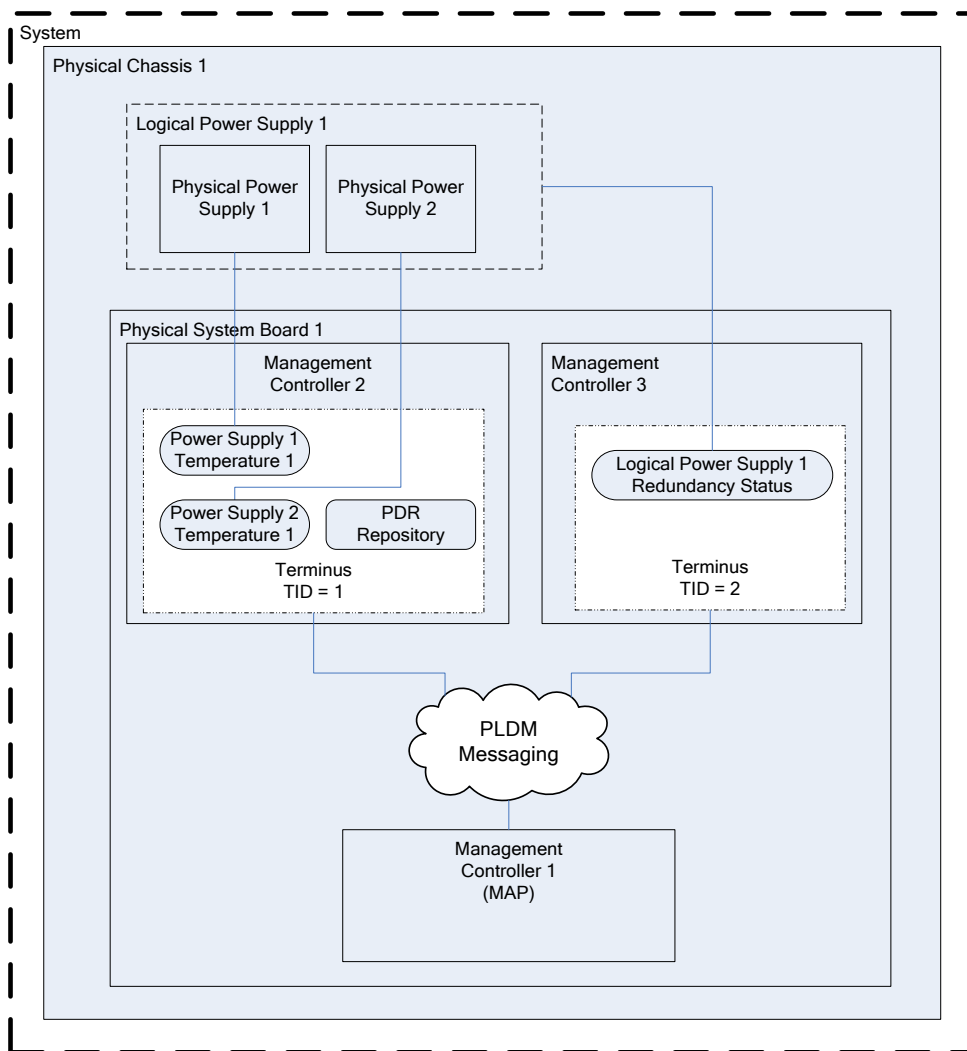 System
Physical Chassis 1
Logical Power Supply 1
Physical Power
Supply 1
Physical Power
Supply 2
Physical System Board 1
Management
Controller 2
Power Supply 1
Temperature 1
Power Supply 2
Temperature 1
PDR
Repository
Terminus
TID = 1
Management
Controller 3
Logical Power Supply 1
Redundancy Status
Terminus
TID = 2
PLDM
Messaging
Management
Controller 1
(MAP)